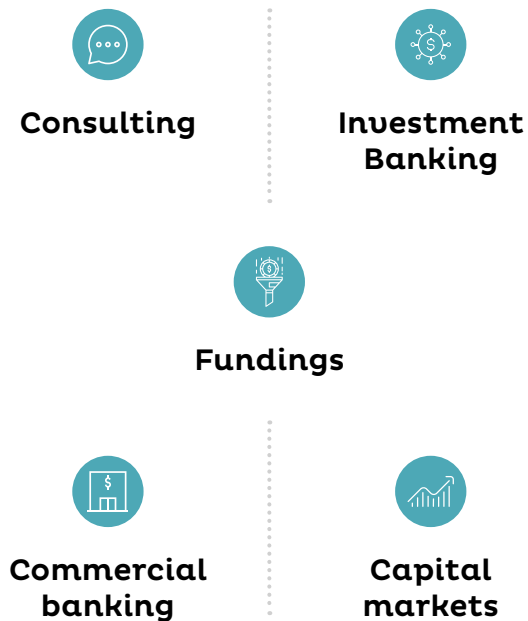 Consulting
Investment
Banking
$
Fundings
Commercial
banking
$
Capital
markets